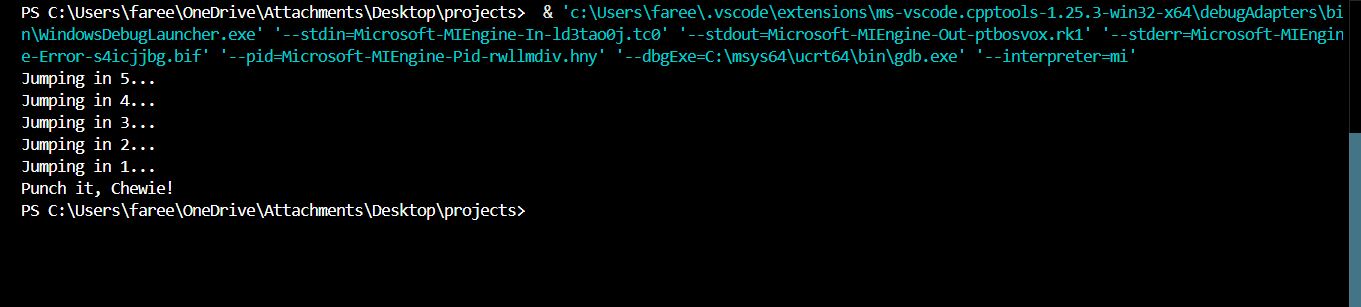 PS C:\Users\faree\OneDrive\Attachments\Desktop\projects>  & 'c:\Users\faree\.vscode\extensions\ms-vscode.cpptools-1.25.3-win32-x64\debugAdapters\bi
n\WindowsDebugLauncher.exe' '--stdin=Microsoft-MIEngine-In-ld3tao0j.tc0' '--stdout=Microsoft-MIEngine-Out-ptbosvox.rk1' '--stderr=Microsoft-MIEngin
e-Error-s4icjjbg.bif' '--pid=Microsoft-MIEngine-Pid-rwllmdiv.hny' '--dbgExe=C:\msys64\ucrt64\bin\gdb.exe' '--interpreter=mi'
Jumping in 5...
Jumping in 4...
Jumping in 3...
Jumping in 2...
Jumping in 1...
Punch it, Chewie!
PS C:\Users\faree\OneDrive\Attachments\Desktop\projects>